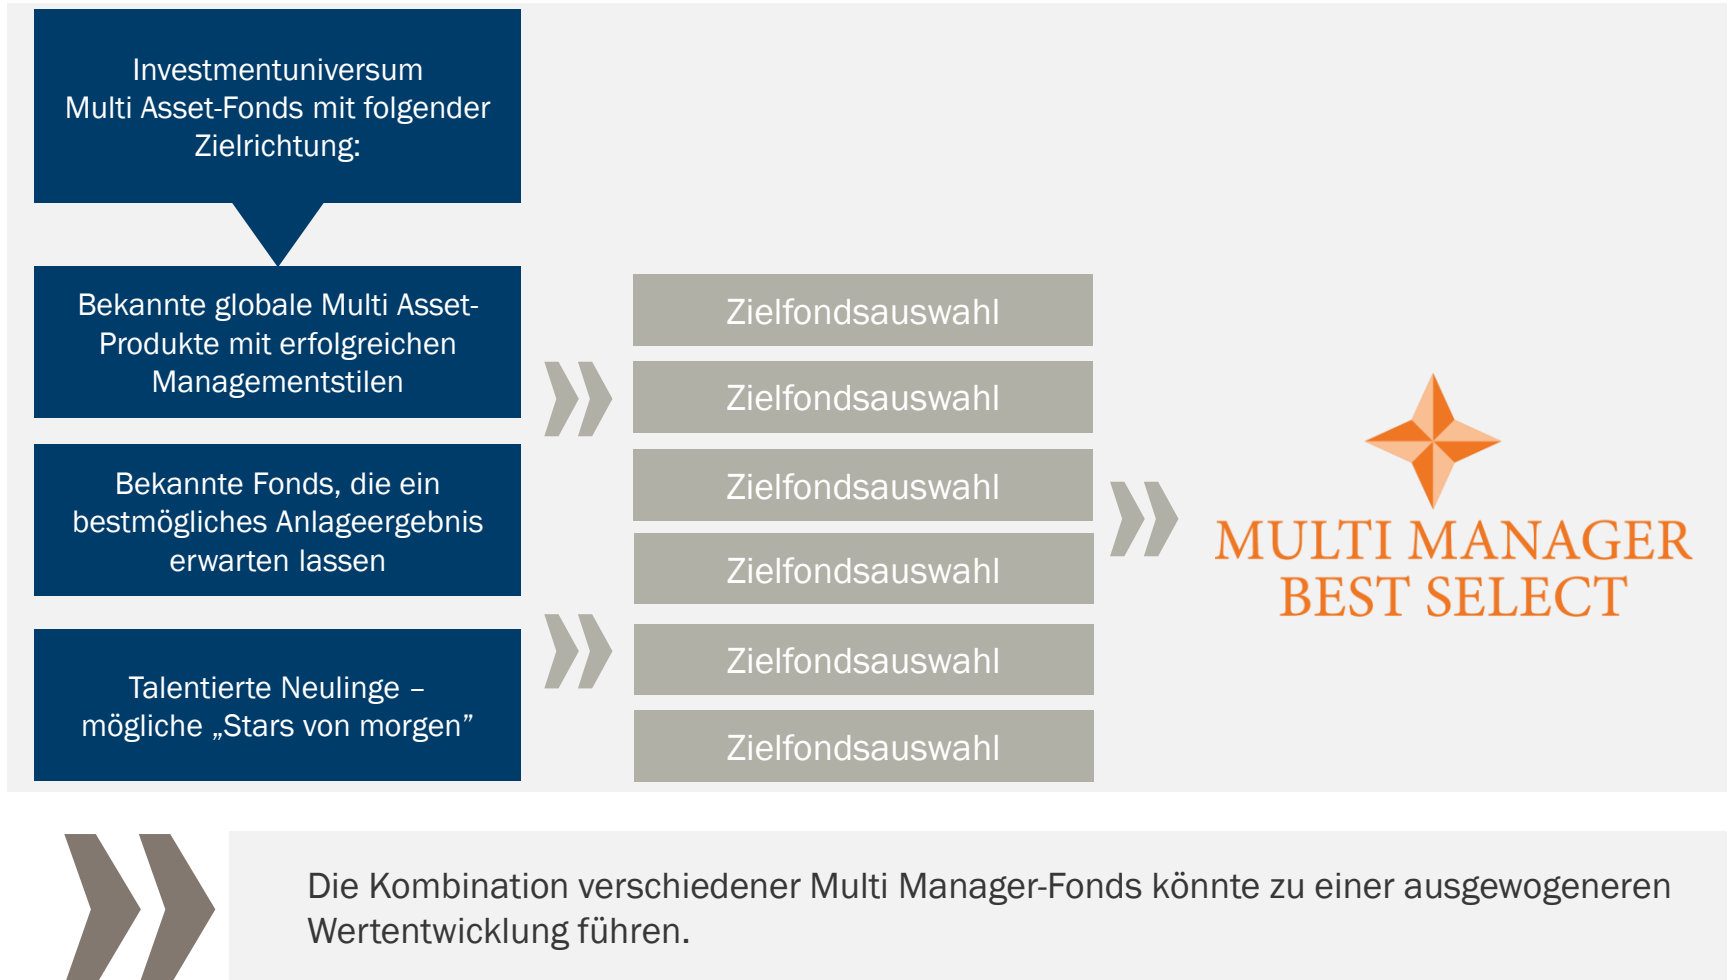 Investmentuniversum
Multi Asset-Fonds mit folgender
Zielrichtung:
Bekannte globale Multi Asset-
Produkte mit erfolgreichen
Managementstilen
Bekannte Fonds, die ein
bestmögliches Anlageergebnis
erwarten lassen
Talentierte Neulinge –
mögliche „Stars von morgen”
Zielfondsauswahl
Zielfondsauswahl
Zielfondsauswahl
Zielfondsauswahl
Zielfondsauswahl
Zielfondsauswahl
MULTI MANAGER
BEST SELECT
Die Kombination verschiedener Multi Manager-Fonds könnte zu einer ausgewogeneren
Wertentwicklung führen.